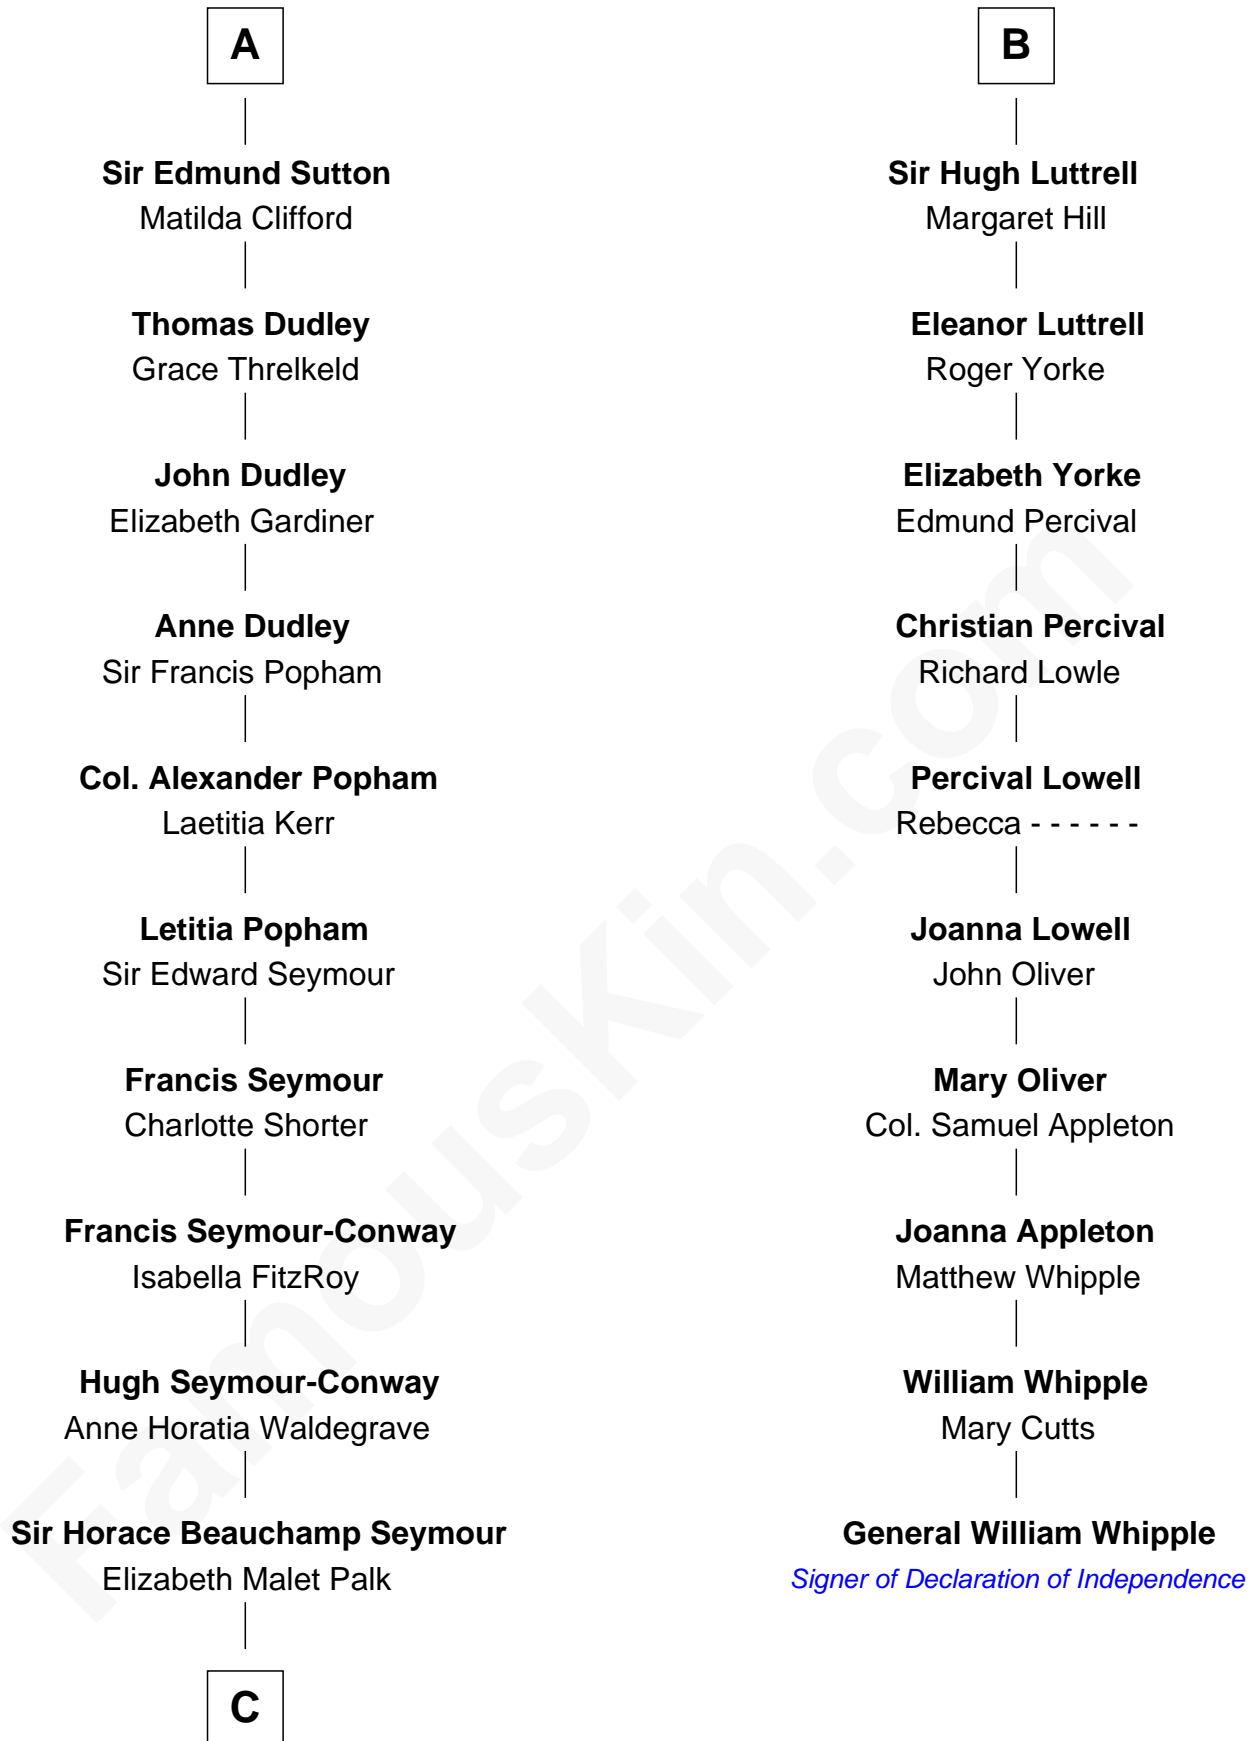 A
Sir Edmund Sutton
Matilda Clifford
Thomas Dudley
Grace Threlkeld
John Dudley
Elizabeth Gardiner
Anne Dudley
Sir Francis Popham
Col. Alexander Popham
Laetitia Kerr
Letitia Popham
Sir Edward Seymour
Francis Seymour
Charlotte Shorter
Francis Seymour-Conway
Isabella FitzRoy
Hugh Seymour-Conway
Anne Horatia Waldegrave
Sir Horace Beauchamp Seymour
Elizabeth Malet Palk
C
B
Sir Hugh Luttrell
Margaret Hill
Eleanor Luttrell
Roger Yorke
Elizabeth Yorke
Edmund Percival
Christian Percival
Richard Lowle
Percival Lowell
Rebecca - - - - - -
Joanna Lowell
John Oliver
Mary Oliver
Col. Samuel Appleton
Joanna Appleton
Matthew Whipple
William Whipple
Mary Cutts
General William Whipple
Signer of Declaration of Independence
FamousKin.com